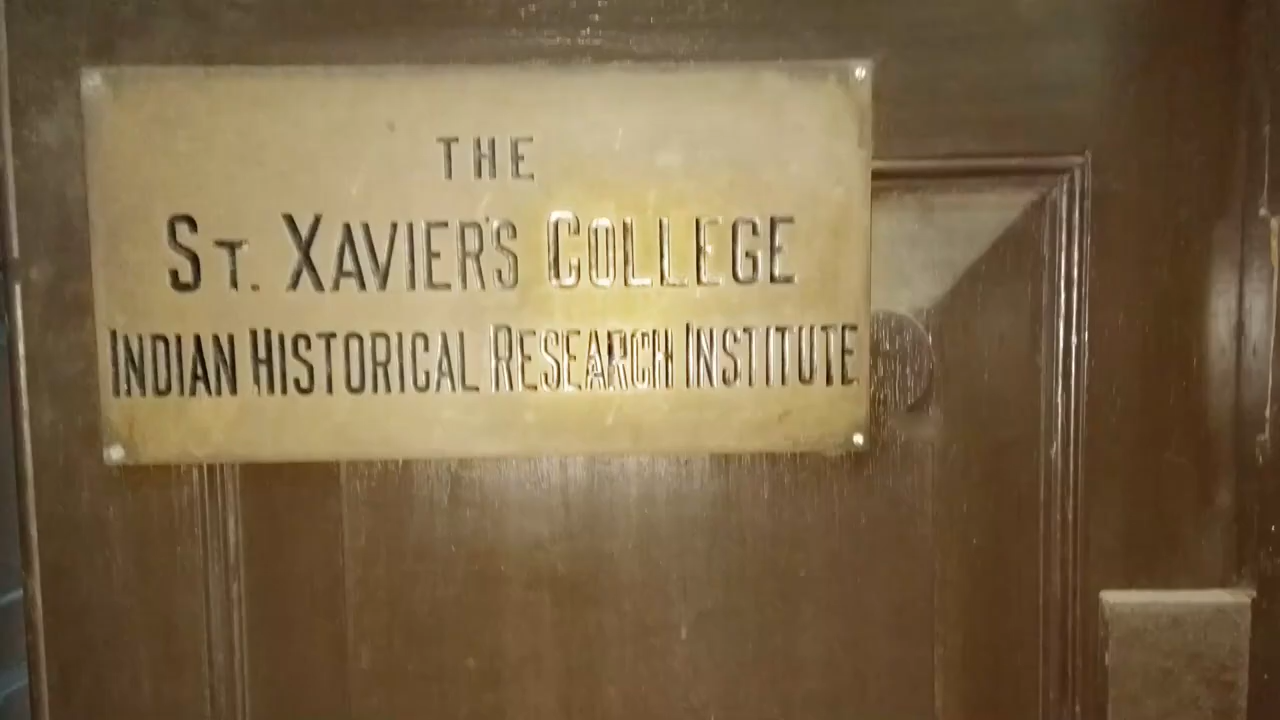 THE
ST. XAVIER'S COLLEGE
INDIAN HISTORICAL RESEARCH INSTITUTE